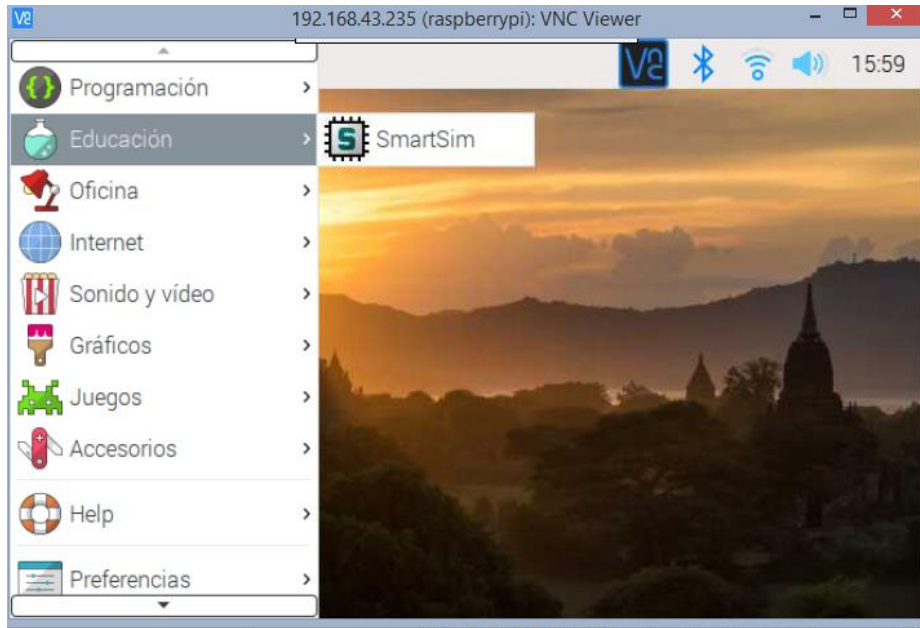 192.168.43.235 (raspberrypi): VNC Viewer
15:59
Programación
Educación
SmartSim
Oficina
Internet
Sonido y vídeo
Gráficos
Juegos
Accesorios
Help
Preferencias